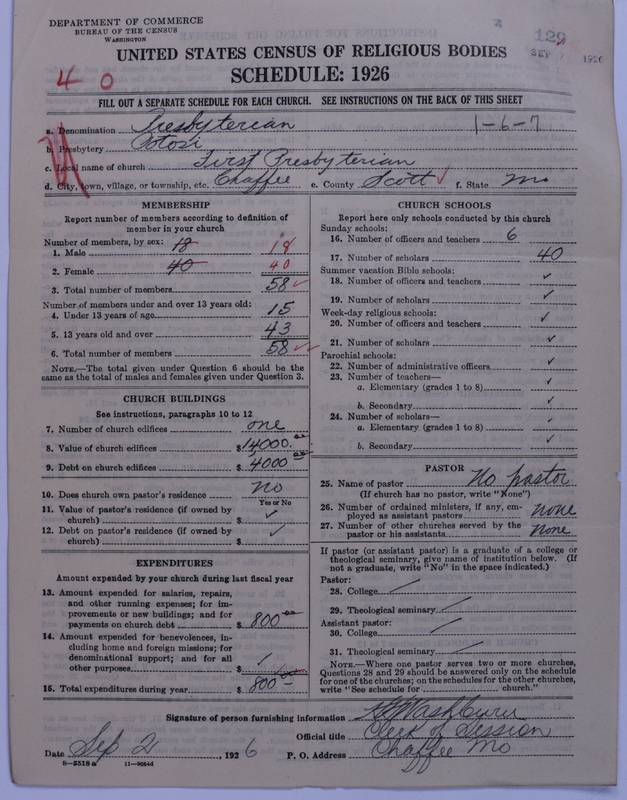 DEPARTMENT OF COMMERCE
BUREAU OF THE CENSUS
WASHINGTON
129
SEP 1926
UNITED STATES CENSUS OF RELIGIOUS BODIES
SCHEDULE: 1926
4 0
FILL OUT A SEPARATE SCHEDULE FOR EACH CHURCH. SEE INSTRUCTIONS ON THE BACK OF THIS SHEET
a. Denomination Presbyterian 1-6-7
b. Presbytery Potosi
c. Local name of church First Presbyterian
d. City, town, village, or township, etc. Chaffee e. County Scott f. State Mo
MEMBERSHIP
Report number of members according to definition of
member in your church
Number of members, by sex:
1. Male 18 18
2. Female 40 40
3. Total number of members 58
Number of members under and over 13 years old:
4. Under 13 years of age 15
5. 13 years old and over 43
6. Total number of members 58
NOTE.—The total given under Question 6 should be the
same as the total of males and females given under Question 3.
CHURCH BUILDINGS
See instructions, paragraphs 10 to 12
7. Number of church edifices one
8. Value of church edifices $14000.00
9. Debt on church edifices $4000.00
10. Does church own pastor's residence no
Yes or No
11. Value of pastor's residence (if owned by
church) $ ✓
12. Debt on pastor's residence (if owned by
church) $ ✓
EXPENDITURES
Amount expended by your church during last fiscal year
13. Amount expended for salaries, repairs,
and other running expenses; for im-
provements or new buildings; and for
payments on church debt $800.00
14. Amount expended for benevolences, in-
cluding home and foreign missions; for
denominational support; and for all
other purposes $
15. Total expenditures during year $800
CHURCH SCHOOLS
Report here only schools conducted by this church
Sunday schools:
16. Number of officers and teachers 6
17. Number of scholars 40
Summer vacation Bible schools:
18. Number of officers and teachers ✓
19. Number of scholars ✓
Week-day religious schools:
20. Number of officers and teachers ✓
21. Number of scholars ✓
Parochial schools:
22. Number of administrative officers ✓
23. Number of teachers—
a. Elementary (grades 1 to 8) ✓
b. Secondary ✓
24. Number of scholars—
a. Elementary (grades 1 to 8) ✓
b. Secondary ✓
PASTOR
25. Name of pastor No pastor
(If church has no pastor, write "None")
26. Number of ordained ministers, if any, em-
ployed as assistant pastors none
27. Number of other churches served by the
pastor or his assistants none
If pastor (or assistant pastor) is a graduate of a college or
theological seminary, give name of institution below. (If
not a graduate, write "No" in the space indicated.)
Pastor:
28. College
29. Theological seminary
Assistant pastor:
30. College
31. Theological seminary
NOTE.—Where one pastor serves two or more churches,
Questions 28 and 29 should be answered only on the schedule
for one of the churches; on the schedules for the other churches,
write "See schedule for church."
Signature of person furnishing information Washburn
Official title Clerk of Session
Date Sep 2, 1926 P. O. Address Chaffee Mo
8-5518a 11-9054d